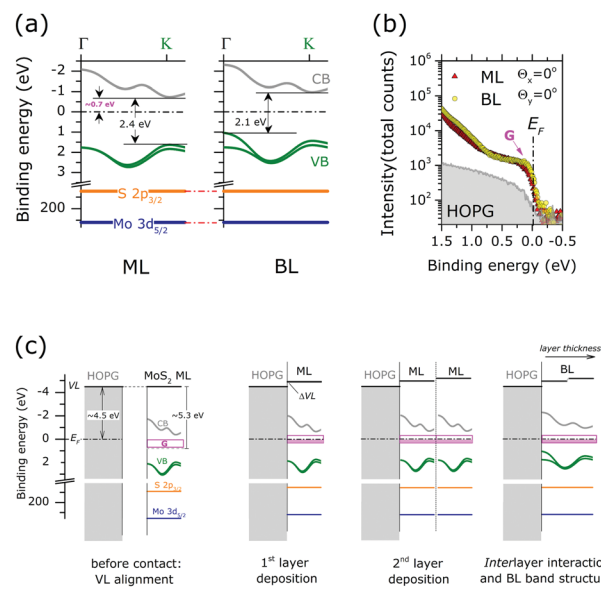 (a)
Γ K Γ K
Binding energy (eV)
-2
-1
0
1
2
3
200
~0.7 eV
2.4 eV
2.1 eV
CB
VB
S 2p3/2
Mo 3d5/2
ML BL
(b)
Intensity(total counts)
10^6
10^5
10^4
10^3
10^2
ML Θx=0°
BL Θy=0°
G
EF
HOPG
1.5 1.0 0.5 0.0 -0.5
Binding energy (eV)
(c)
Binding energy (eV)
VL
-4
-2
EF 0
2
200
HOPG MoS2 ML
~4.5 eV
~5.3 eV
CB
G
VB
S 2p3/2
Mo 3d5/2
HOPG ML
ΔVL
HOPG ML ML
layer thickness
HOPG BL
before contact:
VL alignment
1st layer
deposition
2nd layer
deposition
Interlayer interactio
and BL band structu